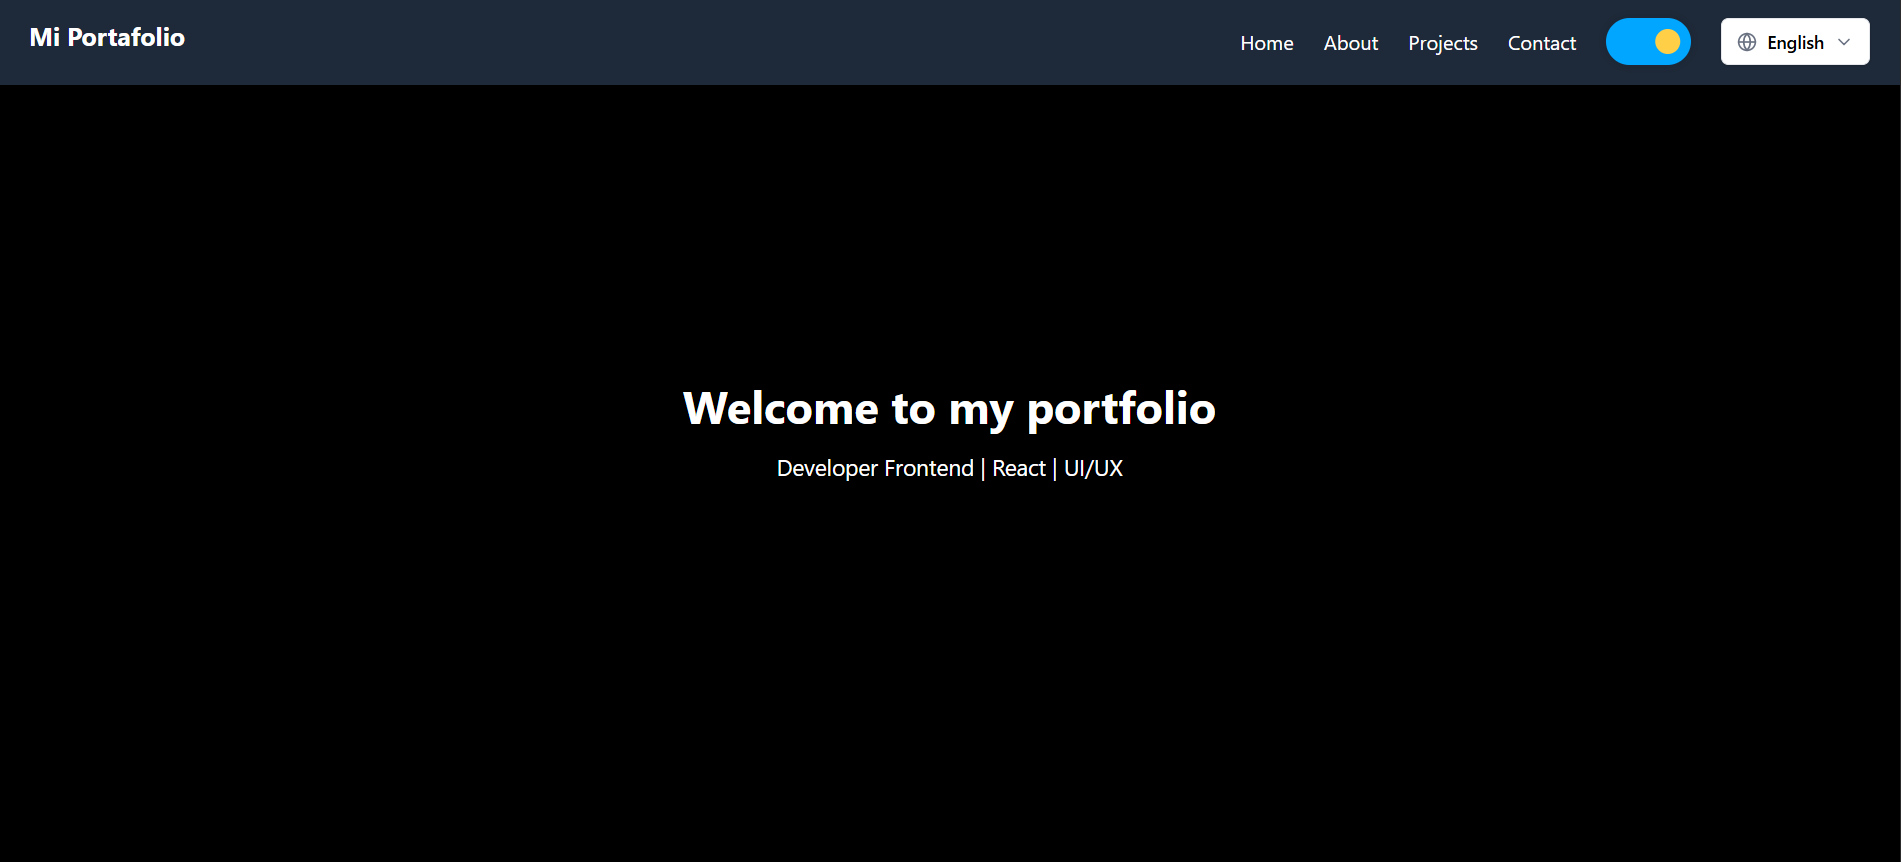 Mi Portafolio
Home About Projects Contact English
Welcome to my portfolio
Developer Frontend | React | UI/UX